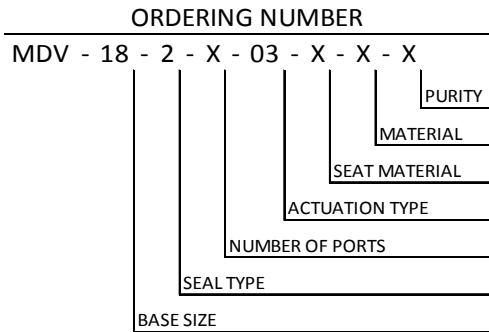 ORDERING NUMBER
MDV - 18 - 2 - X - 03 - X - X - X
PURITY
MATERIAL
SEAT MATERIAL
ACTUATION TYPE
NUMBER OF PORTS
SEAL TYPE
BASE SIZE